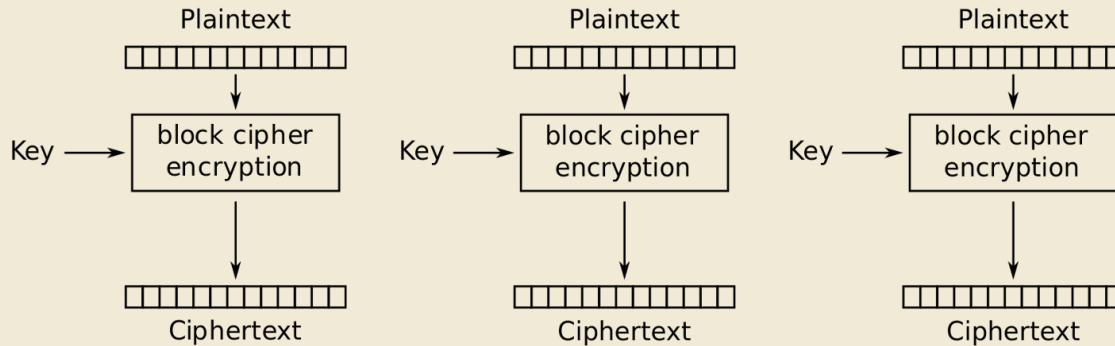 Plaintext
Plaintext
Plaintext
Key
block cipher
encryption
Key
block cipher
encryption
Key
block cipher
encryption
Ciphertext
Ciphertext
Ciphertext